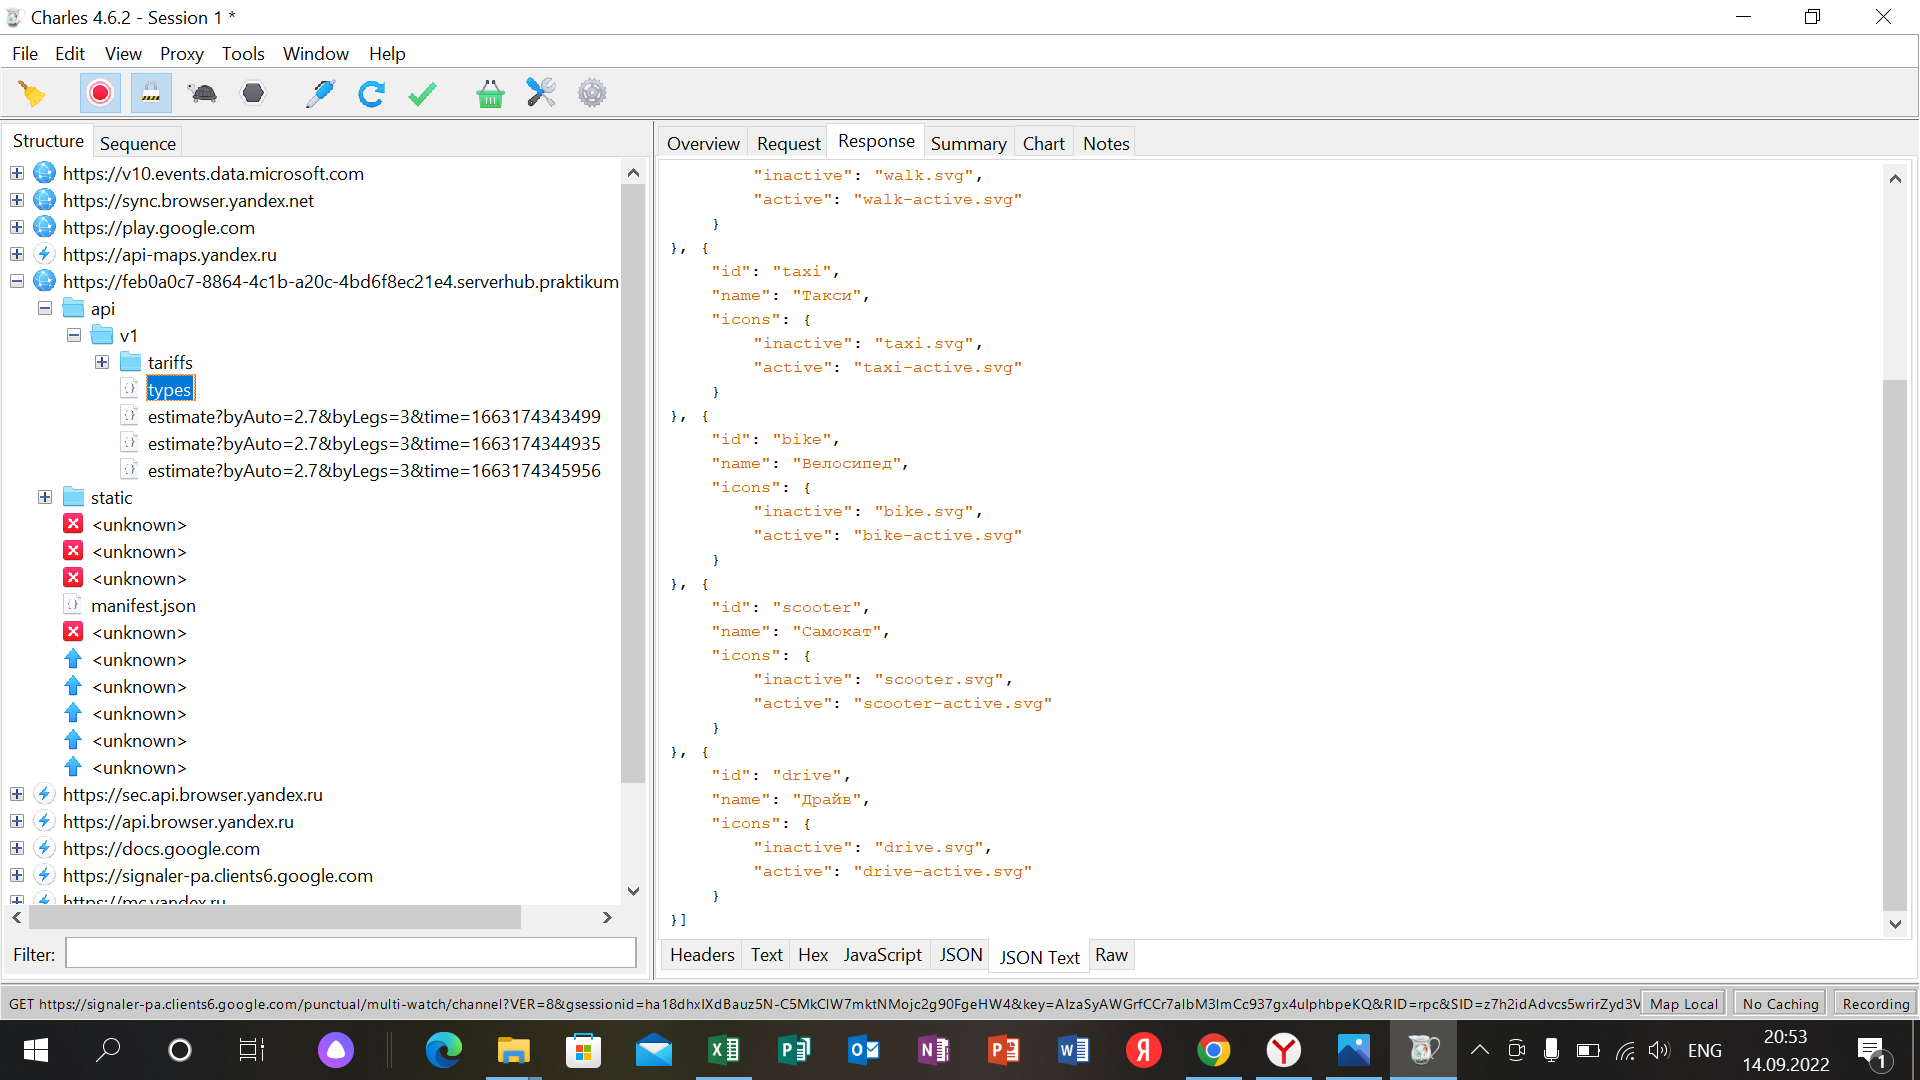 Charles 4.6.2 - Session 1 *
File Edit View Proxy Tools Window Help
Structure
Sequence
https://v10.events.data.microsoft.com
https://sync.browser.yandex.net
https://play.google.com
https://api-maps.yandex.ru
https://feb0a0c7-8864-4c1b-a20c-4bd6f8ec21e4.serverhub.praktikum
api
v1
tariffs
types
estimate?byAuto=2.7&byLegs=3&time=1663174343499
estimate?byAuto=2.7&byLegs=3&time=1663174344935
estimate?byAuto=2.7&byLegs=3&time=1663174345956
static
<unknown>
<unknown>
<unknown>
manifest.json
<unknown>
<unknown>
<unknown>
<unknown>
<unknown>
<unknown>
https://sec.api.browser.yandex.ru
https://api.browser.yandex.ru
https://docs.google.com
https://signaler-pa.clients6.google.com
https://mc.yandex.ru
Filter:
Overview Request Response Summary Chart Notes
"inactive": "walk.svg",
"active": "walk-active.svg"
}
}, {
"id": "taxi",
"name": "Такси",
"icons": {
"inactive": "taxi.svg",
"active": "taxi-active.svg"
}
}, {
"id": "bike",
"name": "Велосипед",
"icons": {
"inactive": "bike.svg",
"active": "bike-active.svg"
}
}, {
"id": "scooter",
"name": "Самокат",
"icons": {
"inactive": "scooter.svg",
"active": "scooter-active.svg"
}
}, {
"id": "drive",
"name": "Драйв",
"icons": {
"inactive": "drive.svg",
"active": "drive-active.svg"
}
}]
Headers Text Hex JavaScript JSON JSON Text Raw
GET https://signaler-pa.clients6.google.com/punctual/multi-watch/channel?VER=8&gsessionid=ha18dhxIXdBauz5N-C5MkCIW7mktNMojc2g90FgeHW4&key=AIzaSyAWGrfCCr7albM3lmCc937gx4uIphbpeKQ&RID=rpc&SID=z7h2idAdvcs5wrirZyd3V
Map Local No Caching Recording
ENG
20:53
14.09.2022
1